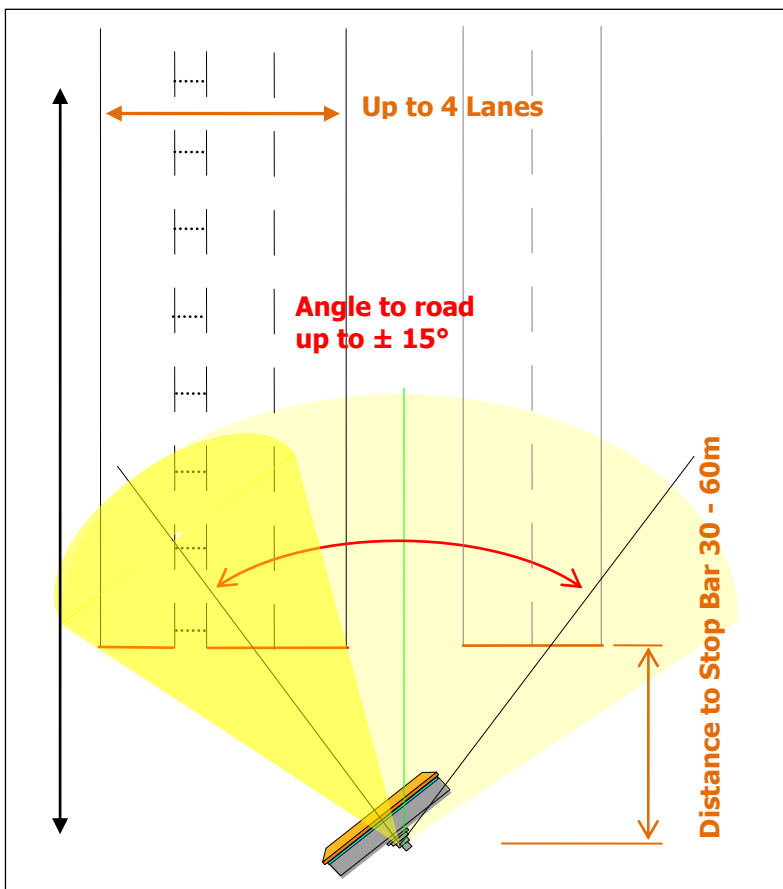 Up to 4 Lanes
Angle to road
up to ± 15°
Distance to Stop Bar 30 - 60m